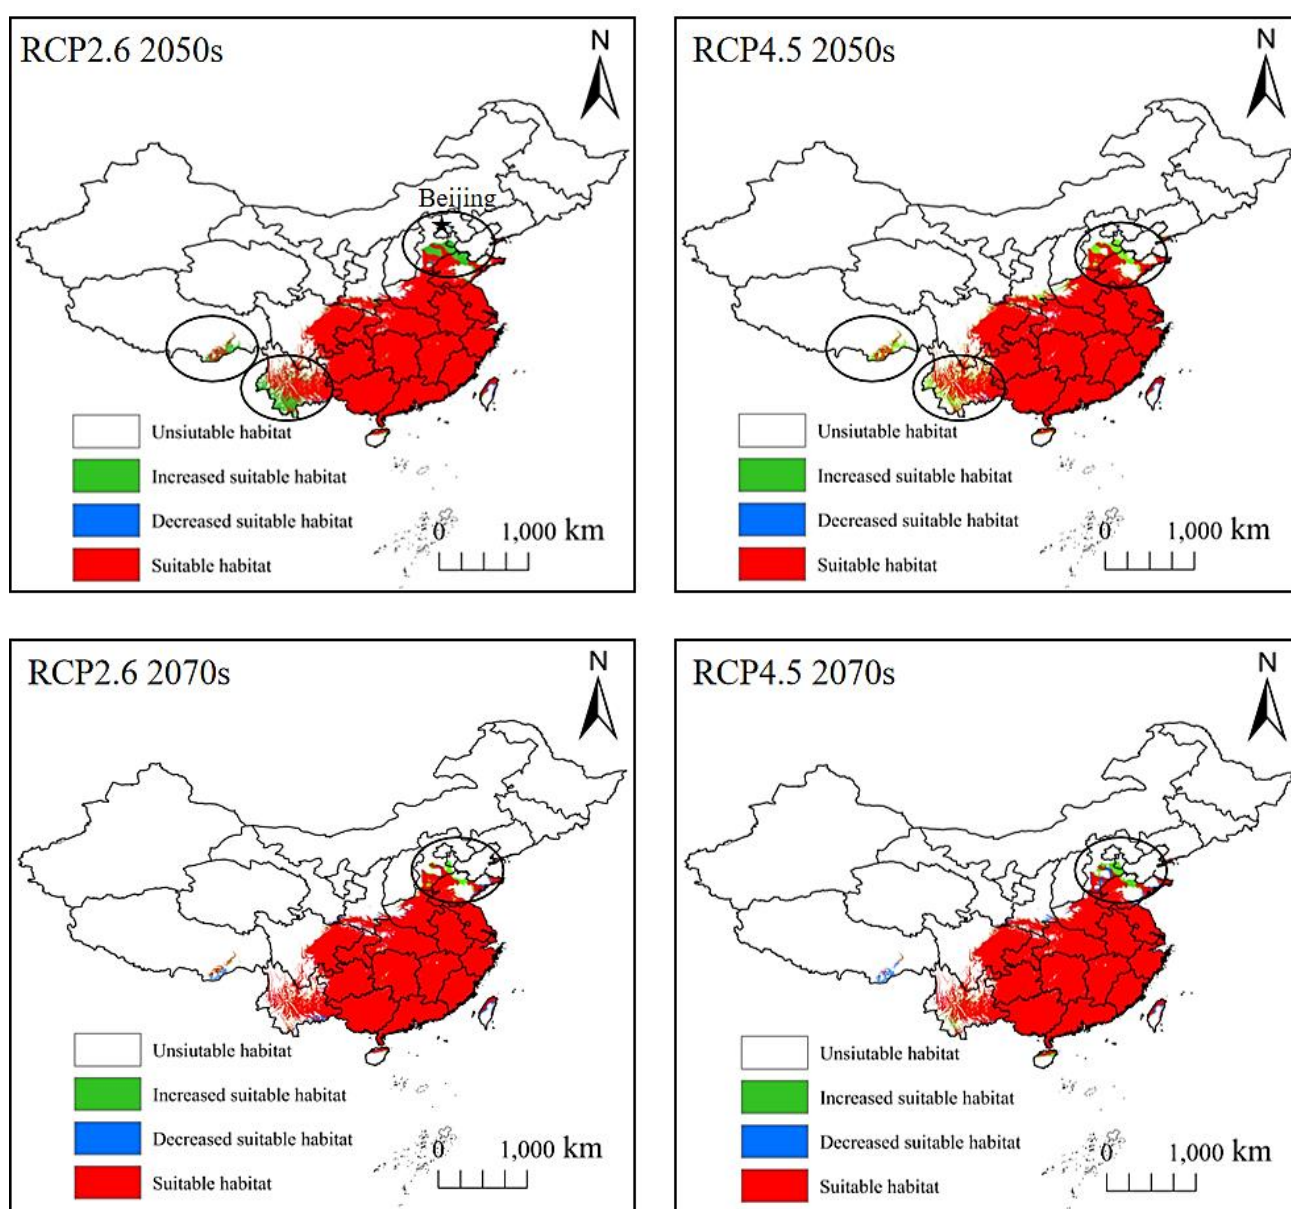 RCP2.6 2050s
N
Beijing
Unsiutable habitat
Increased suitable habitat
Decreased suitable habitat
Suitable habitat
0 1,000 km
RCP4.5 2050s
N
Unsiutable habitat
Increased suitable habitat
Decreased suitable habitat
Suitable habitat
0 1,000 km
RCP2.6 2070s
N
Unsiutable habitat
Increased suitable habitat
Decreased suitable habitat
Suitable habitat
0 1,000 km
RCP4.5 2070s
N
Unsiutable habitat
Increased suitable habitat
Decreased suitable habitat
Suitable habitat
0 1,000 km